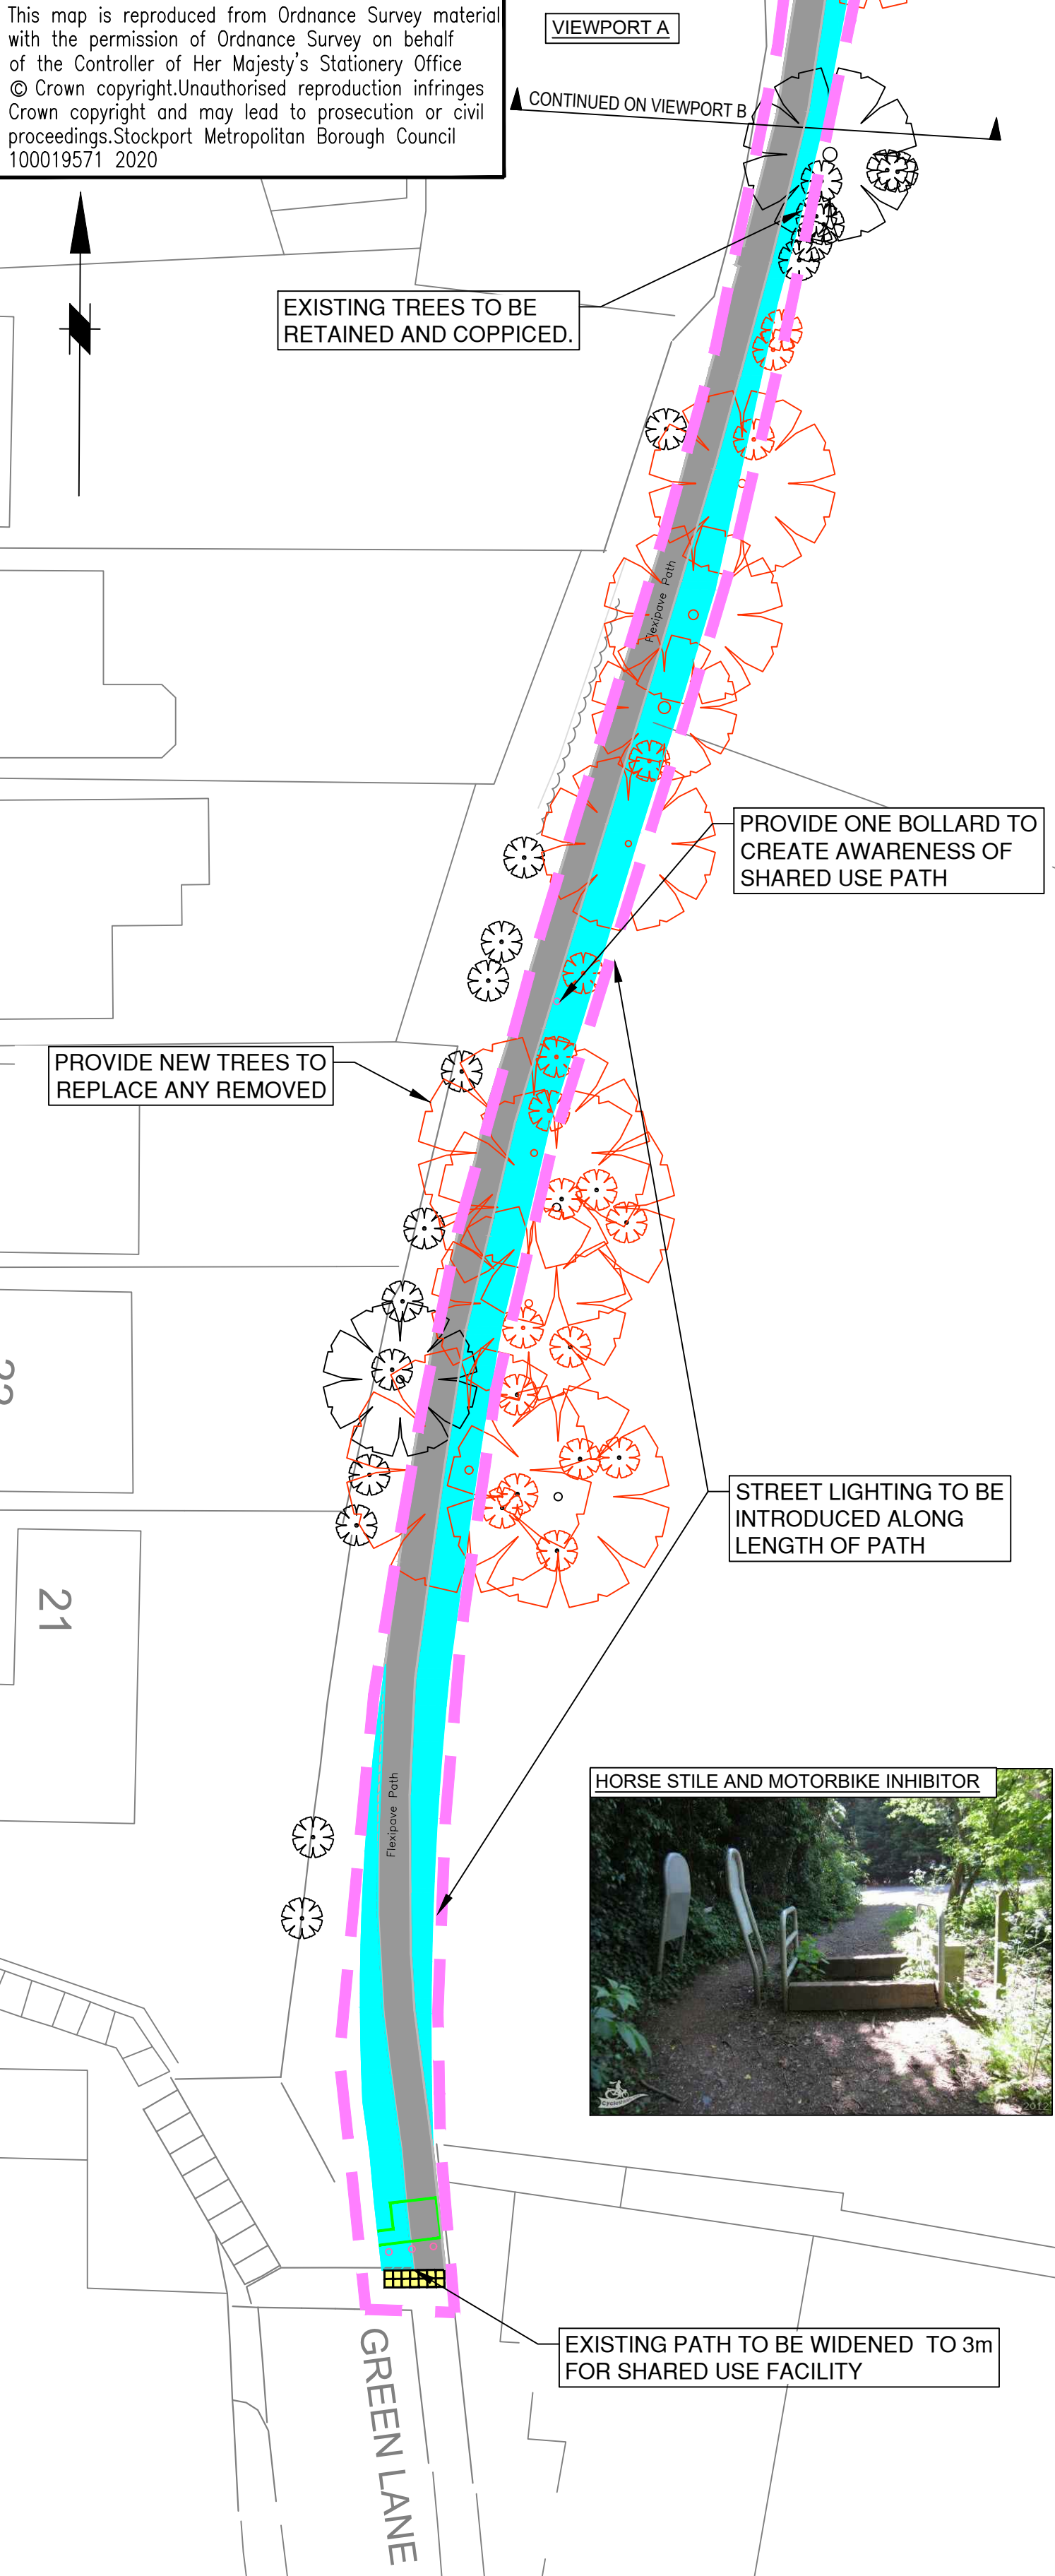 This map is reproduced from Ordnance Survey material
with the permission of Ordnance Survey on behalf
of the Controller of Her Majesty's Stationery Office
© Crown copyright.Unauthorised reproduction infringes
Crown copyright and may lead to prosecution or civil
proceedings.Stockport Metropolitan Borough Council
100019571 2020
VIEWPORT A
CONTINUED ON VIEWPORT B
EXISTING TREES TO BE
RETAINED AND COPPICED.
Flexipave Path
PROVIDE ONE BOLLARD TO
CREATE AWARENESS OF
SHARED USE PATH
PROVIDE NEW TREES TO
REPLACE ANY REMOVED
STREET LIGHTING TO BE
INTRODUCED ALONG
LENGTH OF PATH
21
HORSE STILE AND MOTORBIKE INHIBITOR
Flexipave Path
2012
EXISTING PATH TO BE WIDENED TO 3m
FOR SHARED USE FACILITY
GREEN LANE